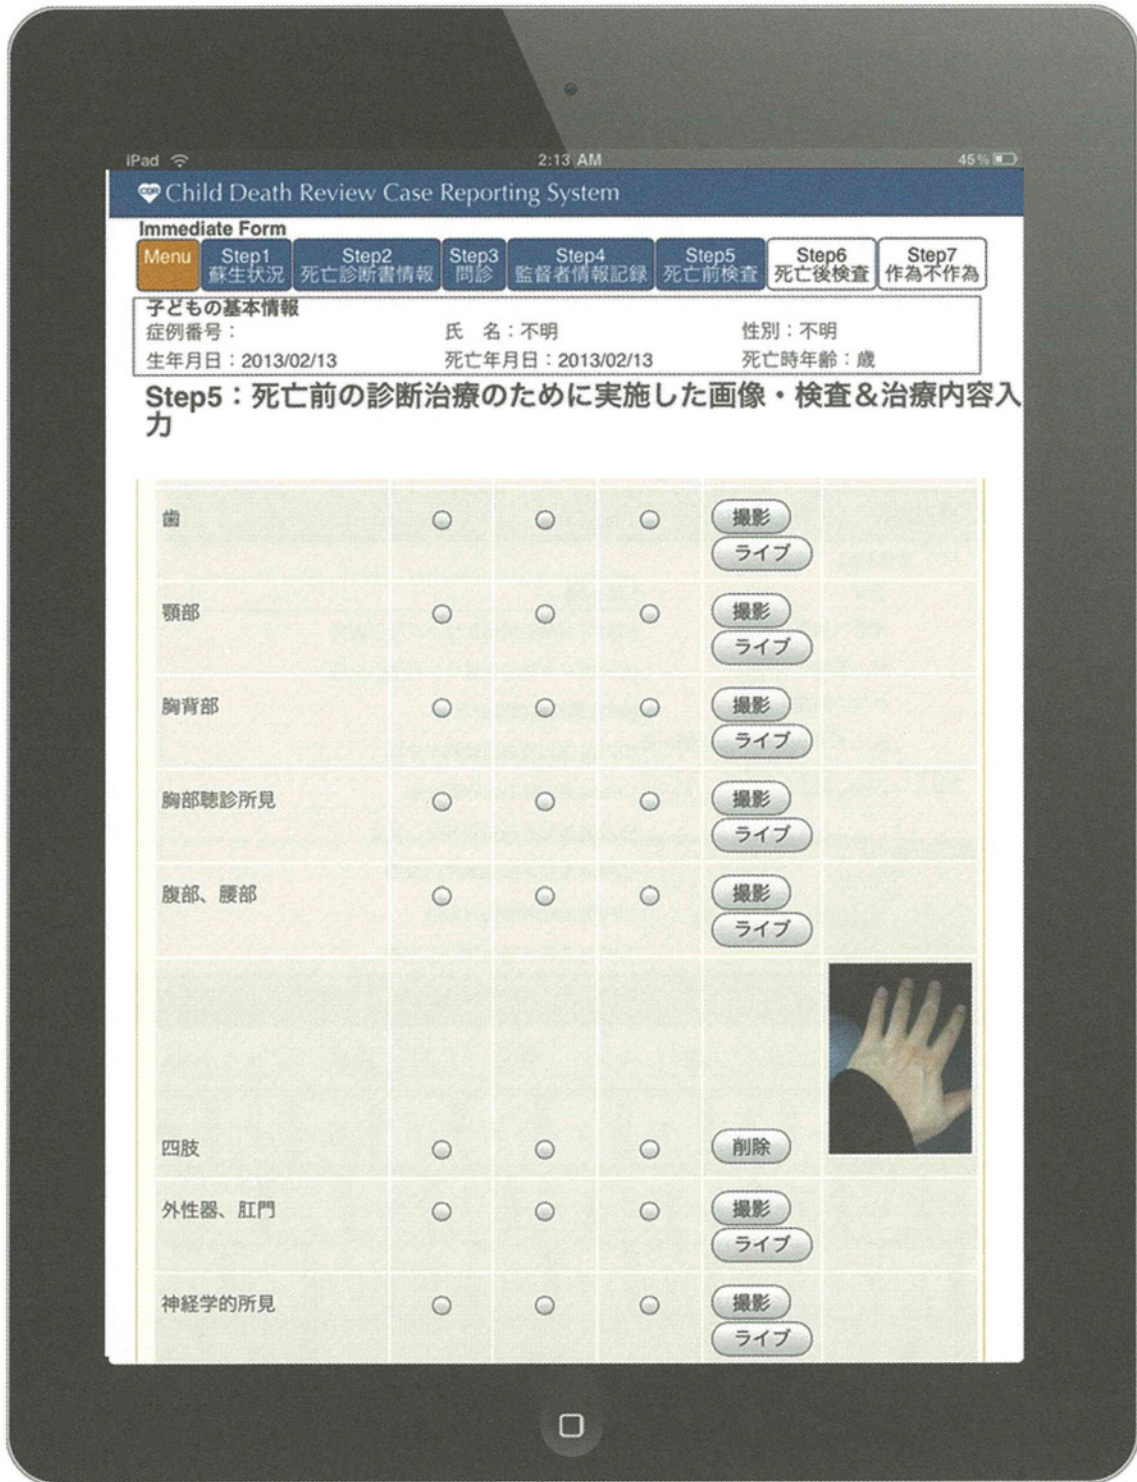 iPad
2:13 AM
45%
CDR Child Death Review Case Reporting System
Immediate Form
Menu
Step1
蘇生状況
Step2
死亡診断書情報
Step3
問診
Step4
監督者情報記録
Step5
死亡前検査
Step6
死亡後検査
Step7
作為不作為
子どもの基本情報
症例番号：
氏　名：不明
性別：不明
生年月日：2013/02/13
死亡年月日：2013/02/13
死亡時年齢：歳
Step5：死亡前の診断治療のために実施した画像・検査&治療内容入
力
歯
撮影
ライブ
顎部
撮影
ライブ
胸背部
撮影
ライブ
胸部聴診所見
撮影
ライブ
腹部、腰部
撮影
ライブ
四肢
削除
外性器、肛門
撮影
ライブ
神経学的所見
撮影
ライブ